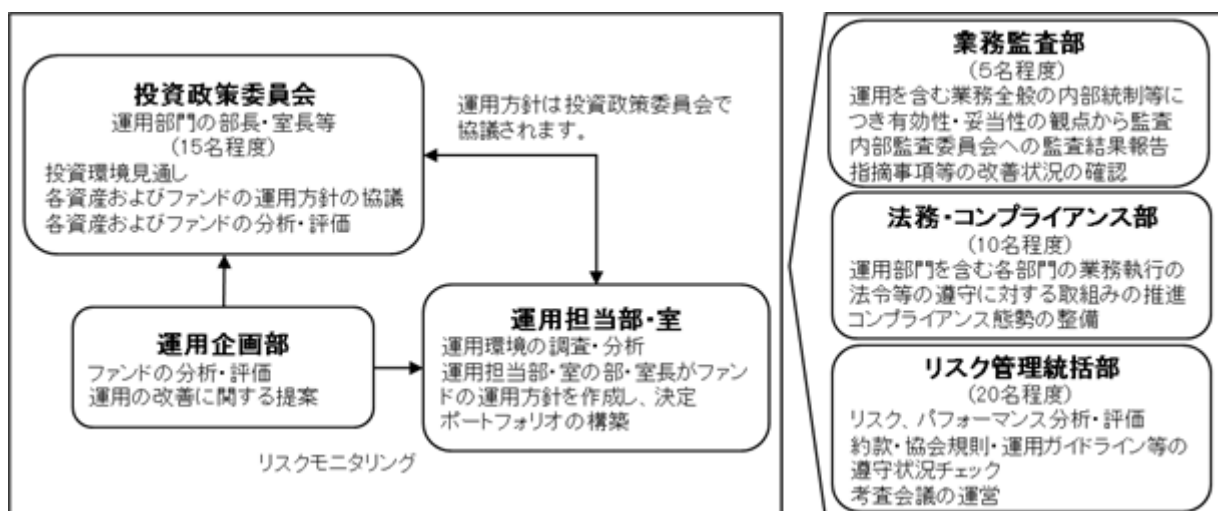 投資政策委員会
運用部門の部長・室長等
(15名程度)
投資環境見通し
各資産およびファンドの運用方針の協議
各資産およびファンドの分析・評価
運用方針は投資政策委員会で
協議されます。
運用企画部
ファンドの分析・評価
運用の改善に関する提案
運用担当部・室
運用環境の調査・分析
運用担当部・室の部・室長がファン
ドの運用方針を作成し、決定
ポートフォリオの構築
リスクモニタリング
業務監査部
(5名程度)
運用を含む業務全般の内部統制等に
つき有効性・妥当性の観点から監査
内部監査委員会への監査結果報告
指摘事項等の改善状況の確認
法務・コンプライアンス部
(10名程度)
運用部門を含む各部門の業務執行の
法令等の遵守に対する取組みの推進
コンプライアンス態勢の整備
リスク管理統括部
(20名程度)
リスク、パフォーマンス分析・評価
約款・協会規則・運用ガイドライン等の
遵守状況チェック
考査会議の運営